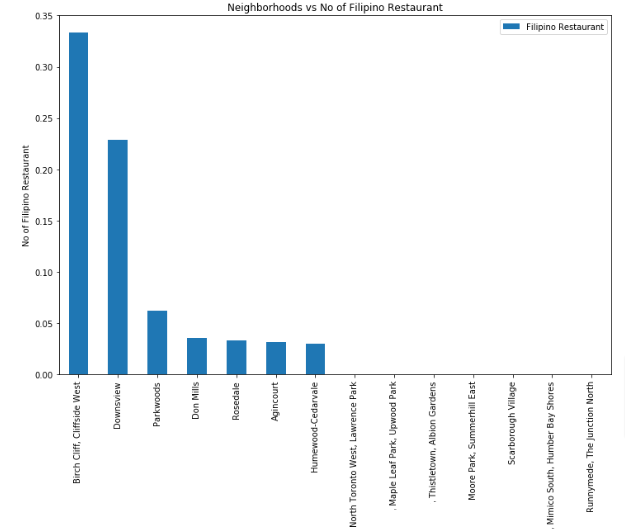 Neighborhoods vs No of Filipino Restaurant
Filipino Restaurant
No of Filipino Restaurant
0.35
0.30
0.25
0.20
0.15
0.10
0.05
0.00
Birch Cliff, Cliffside West
Downsview
Parkwoods
Don Mills
Rosedale
Agincourt
Humewood-Cedarvale
North Toronto West, Lawrence Park
, Maple Leaf Park, Upwood Park
, Thistletown, Albion Gardens
Moore Park, Summerhill East
Scarborough Village
, Mimico South, Humber Bay Shores
Runnymede, The Junction North